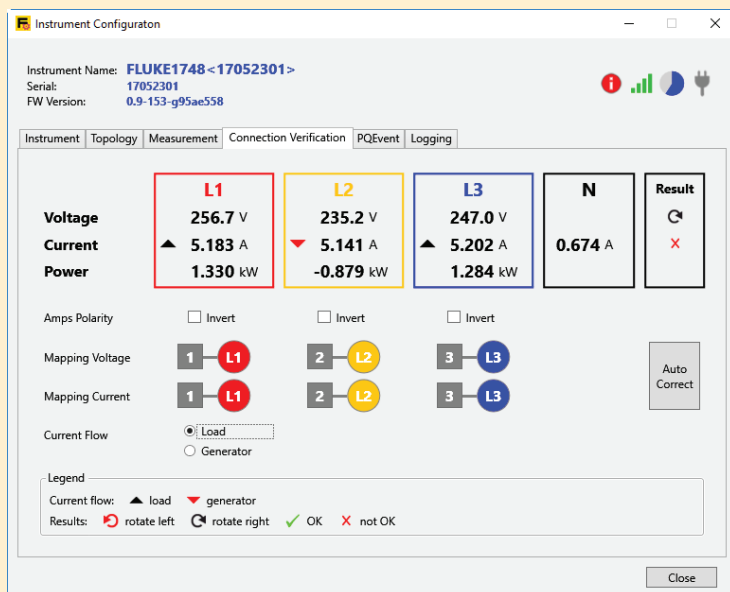 Instrument Configuraton
Instrument Name: FLUKE1748<17052301>
Serial: 17052301
FW Version: 0.9-153-g95ae558
Instrument Topology Measurement Connection Verification PQEvent Logging
L1 L2 L3 N Result
Voltage 256.7 V 235.2 V 247.0 V
Current 5.183 A 5.141 A 5.202 A 0.674 A
Power 1.330 kW -0.879 kW 1.284 kW
Amps Polarity Invert Invert Invert
Mapping Voltage 1 L1 2 L2 3 L3
Mapping Current 1 L1 2 L2 3 L3
Auto
Correct
Current Flow Load
Generator
Legend
Current flow: load generator
Results: rotate left rotate right OK not OK
Close